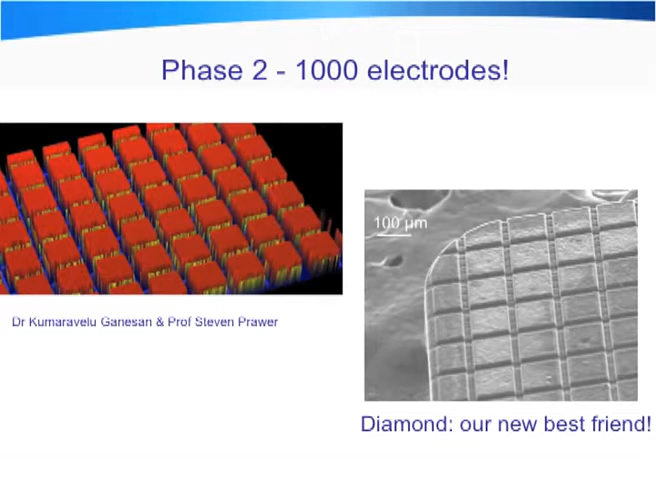 Phase 2 - 1000 electrodes!
100 µm
Dr Kumaravelu Ganesan & Prof Steven Prawer
Diamond: our new best friend!